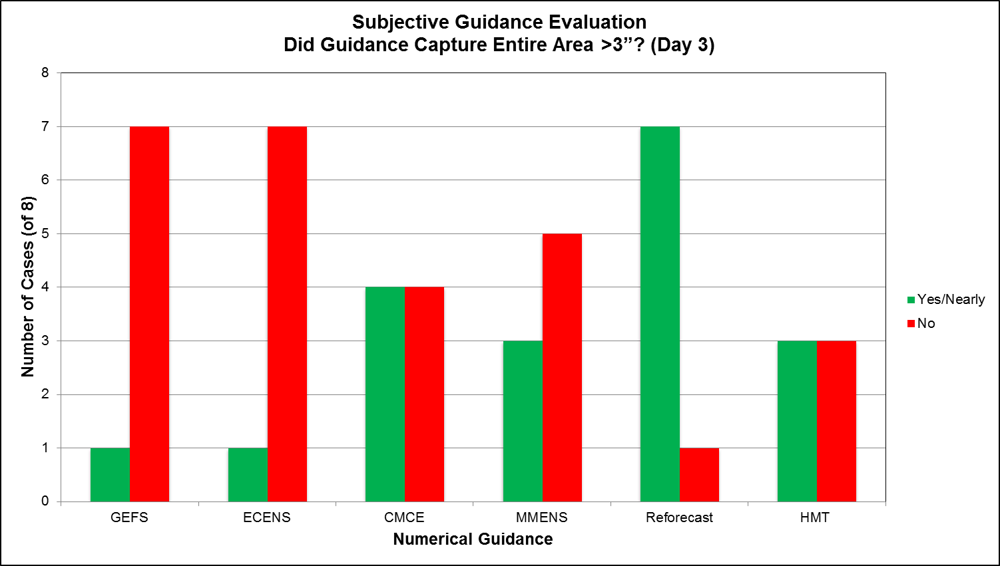 Subjective Guidance Evaluation
Did Guidance Capture Entire Area >3”? (Day 3)
8
7
6
5
4
3
2
1
0
Number of Cases (of 8)
GEFS
ECENS
CMCE
MMENS
Reforecast
HMT
Numerical Guidance
Yes/Nearly
No